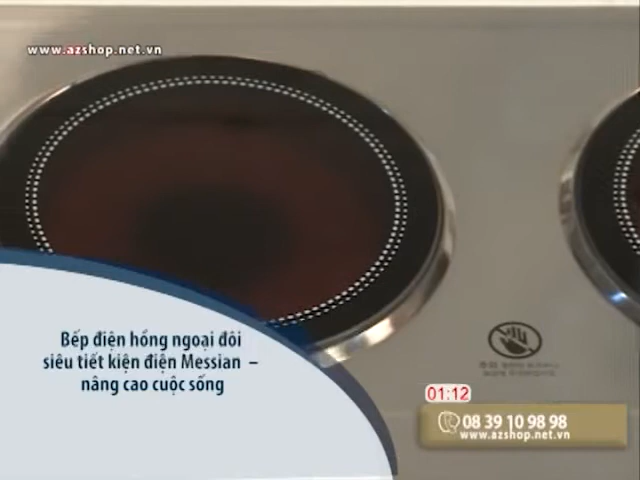 www.azshop.net.vn
Bếp điện hồng ngoại đôi
siêu tiết kiện điện Messian –
nâng cao cuộc sống
01:12
08 39 10 98 98
www.azshop.net.vn